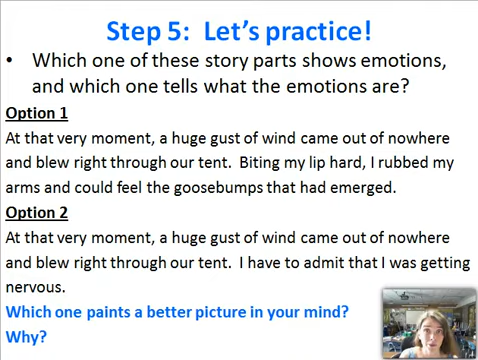 Step 5:  Let's practice!
• Which one of these story parts shows emotions,
and which one tells what the emotions are?
Option 1
At that very moment, a huge gust of wind came out of nowhere
and blew right through our tent.  Biting my lip hard, I rubbed my
arms and could feel the goosebumps that had emerged.
Option 2
At that very moment, a huge gust of wind came out of nowhere
and blew right through our tent.  I have to admit that I was getting
nervous.
Which one paints a better picture in your mind?
Why?